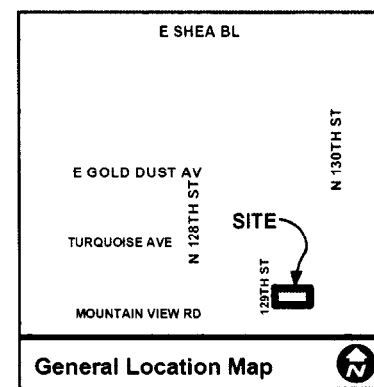 E SHEA BL
N 130TH ST
E GOLD DUST AV
N 128TH ST
SITE
TURQUOISE AVE
129TH ST
MOUNTAIN VIEW RD
General Location Map
N